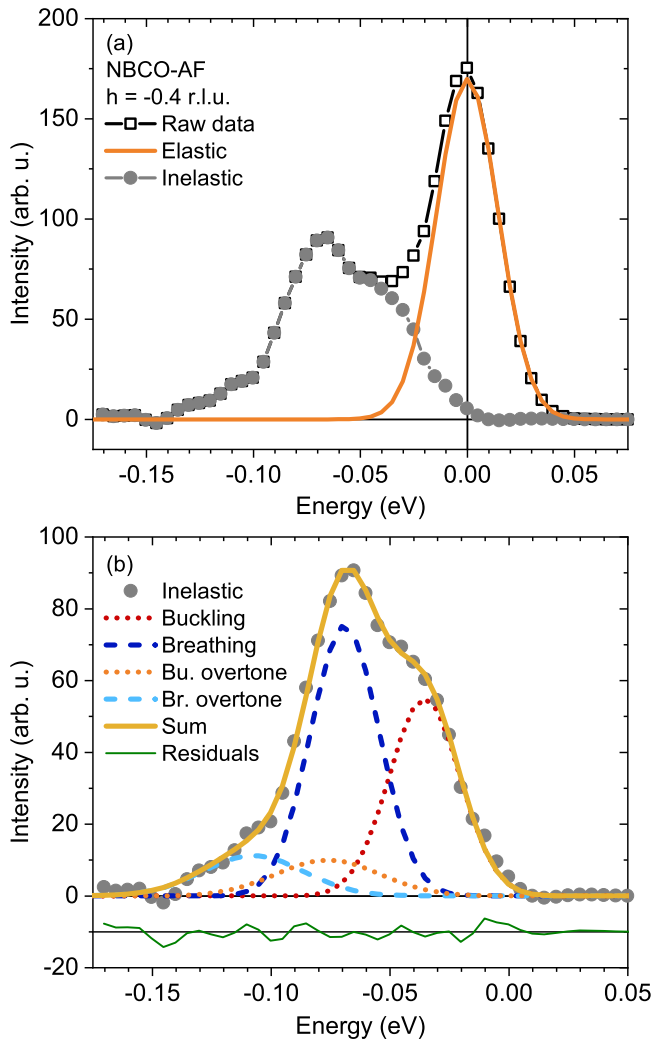 (a)
NBCO-AF
h = -0.4 r.l.u.
Raw data
Elastic
Inelastic
200
150
100
50
0
Intensity (arb. u.)
-0.15
-0.10
-0.05
0.00
0.05
Energy (eV)
(b)
Inelastic
Buckling
Breathing
Bu. overtone
Br. overtone
Sum
Residuals
100
80
60
40
20
0
-20
Intensity (arb. u.)
-0.15
-0.10
-0.05
0.00
0.05
Energy (eV)